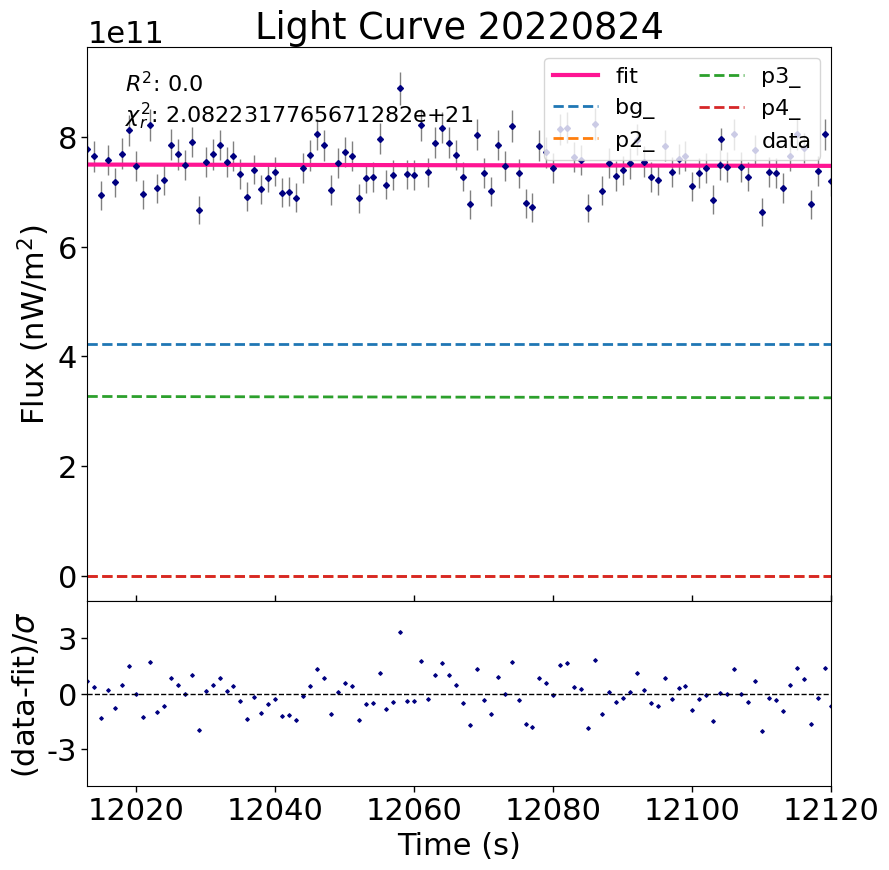 Light Curve 20220824
1e11
R²: 0.0
χ²ᵣ: 2.0822317765671282e+21
fit
bg_
p2_
p3_
p4_
data
8
6
4
2
0
Flux (nW/m²)
3
0
-3
(data-fit)/σ
12020 12040 12060 12080 12100 12120
Time (s)